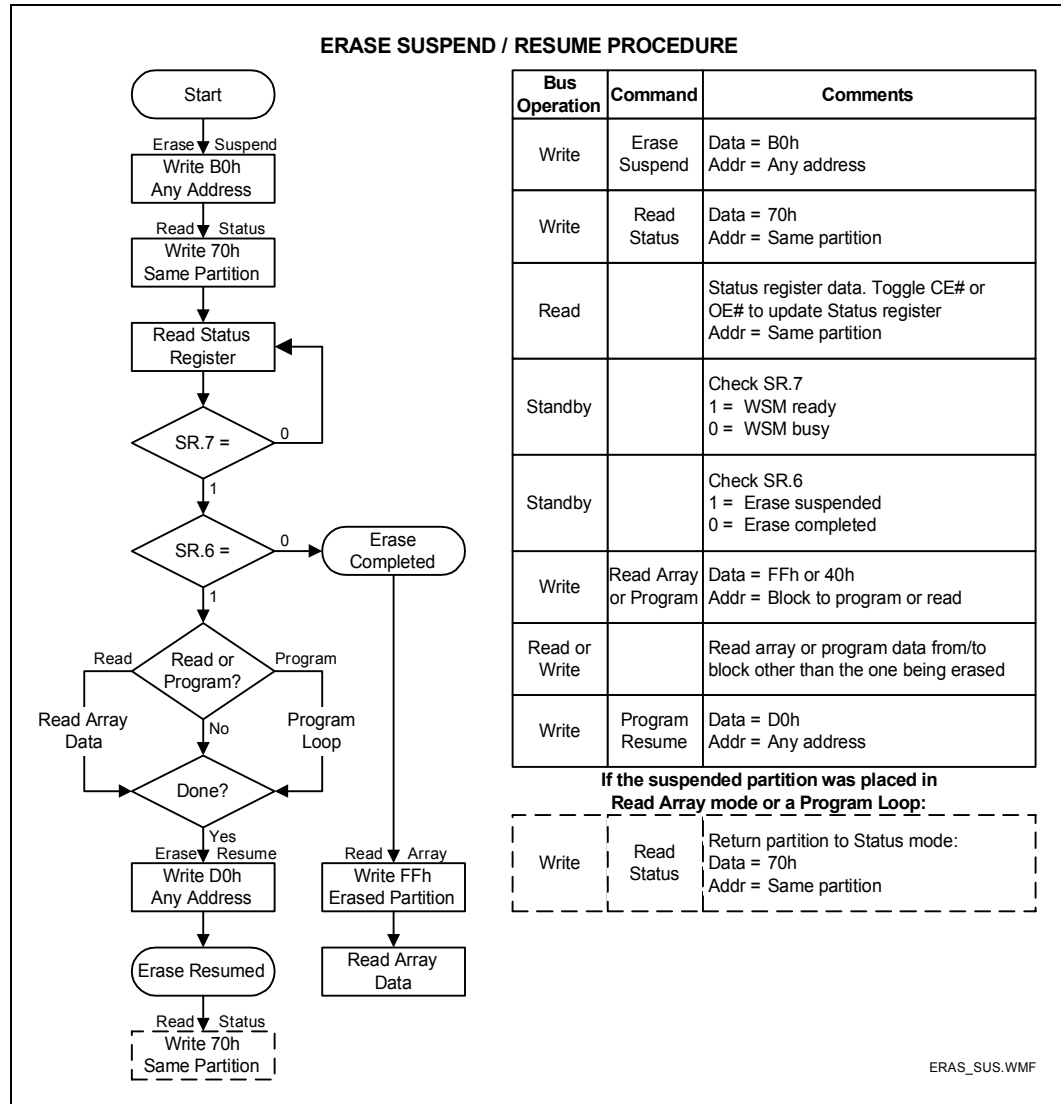 ERASE SUSPEND / RESUME PROCEDURE
Start
Erase Suspend
Write B0h
Any Address
Read Status
Write 70h
Same Partition
Read Status
Register
SR.7 =
0
1
SR.6 =
0
Erase
Completed
1
Read
Read or
Program?
Program
Read Array
Data
No
Program
Loop
Done?
Yes
Erase Resume
Write D0h
Any Address
Read Array
Write FFh
Erased Partition
Erase Resumed
Read Array
Data
Read Status
Write 70h
Same Partition
Bus
Operation
Command
Comments
Write
Erase
Suspend
Data = B0h
Addr = Any address
Write
Read
Status
Data = 70h
Addr = Same partition
Read
Status register data. Toggle CE# or
OE# to update Status register
Addr = Same partition
Standby
Check SR.7
1 = WSM ready
0 = WSM busy
Standby
Check SR.6
1 = Erase suspended
0 = Erase completed
Write
Read Array
or Program
Data = FFh or 40h
Addr = Block to program or read
Read or
Write
Read array or program data from/to
block other than the one being erased
Write
Program
Resume
Data = D0h
Addr = Any address
If the suspended partition was placed in
Read Array mode or a Program Loop:
Write
Read
Status
Return partition to Status mode:
Data = 70h
Addr = Same partition
ERAS_SUS.WMF